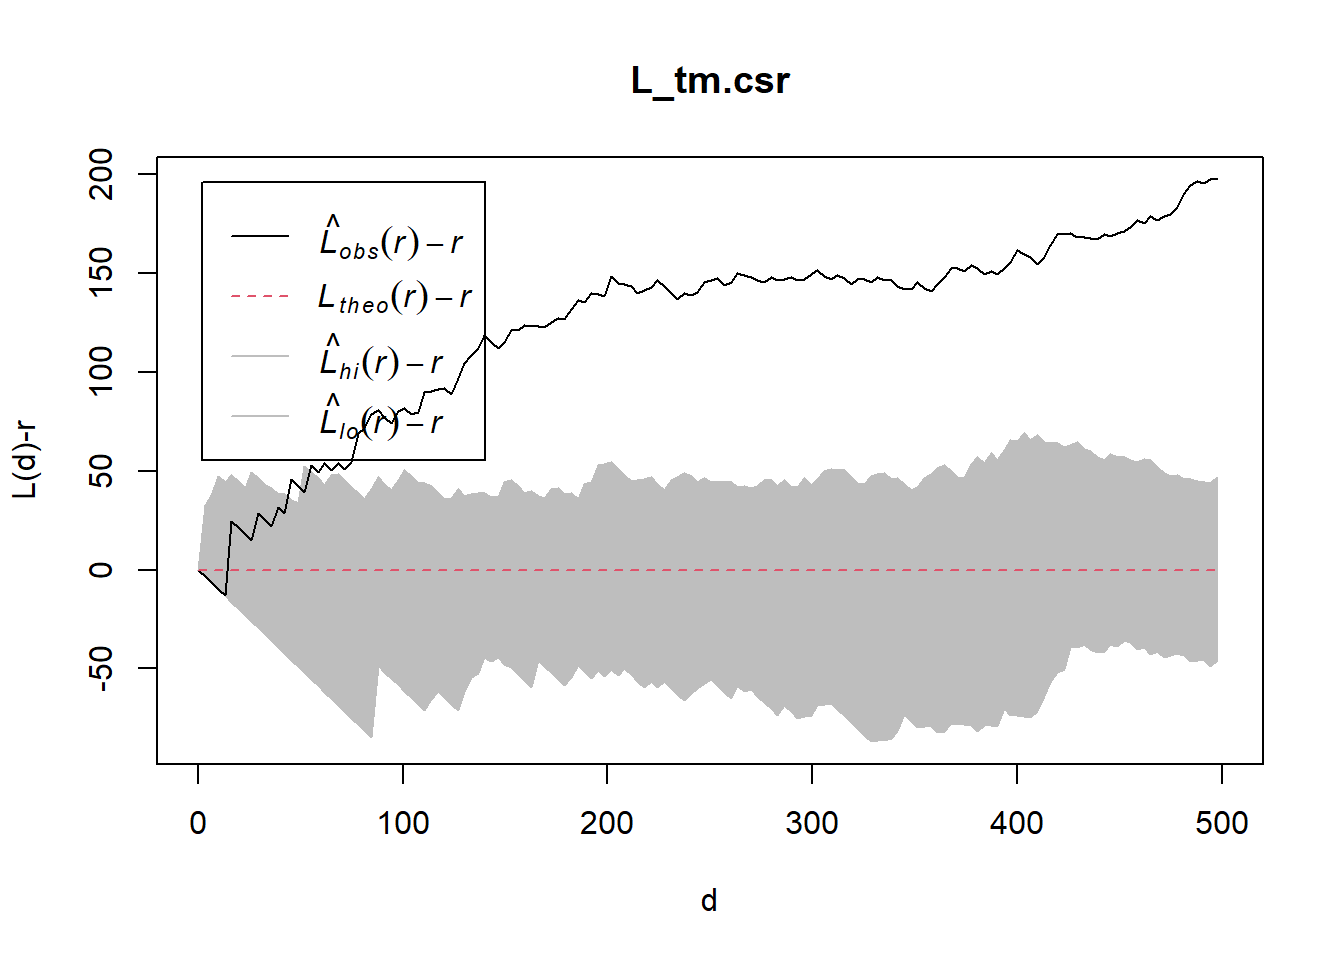 L_tm.csr
200
150
100
50
0
-50
L(d)-r
L̂obs(r) − r
Ltheo(r) − r
L̂hi(r) − r
L̂lo(r) − r
0 100 200 300 400 500
d